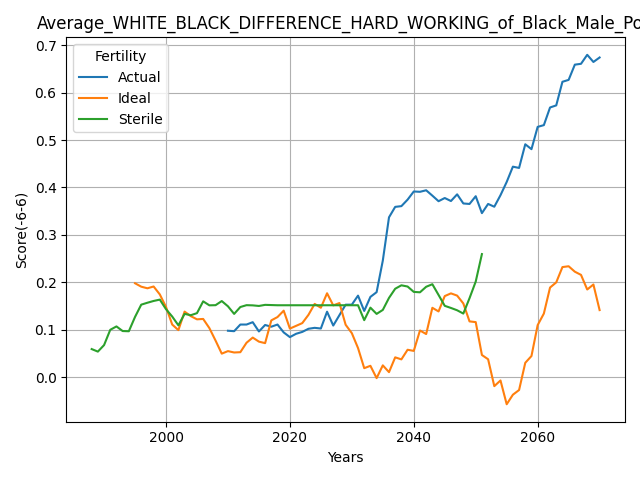 Average_WHITE_BLACK_DIFFERENCE_HARD_WORKING_of_Black_Male_Po
Fertility
Actual
Ideal
Sterile
0.7
0.6
0.5
0.4
0.3
0.2
0.1
0.0
Score(-6-6)
2000 2020 2040 2060
Years